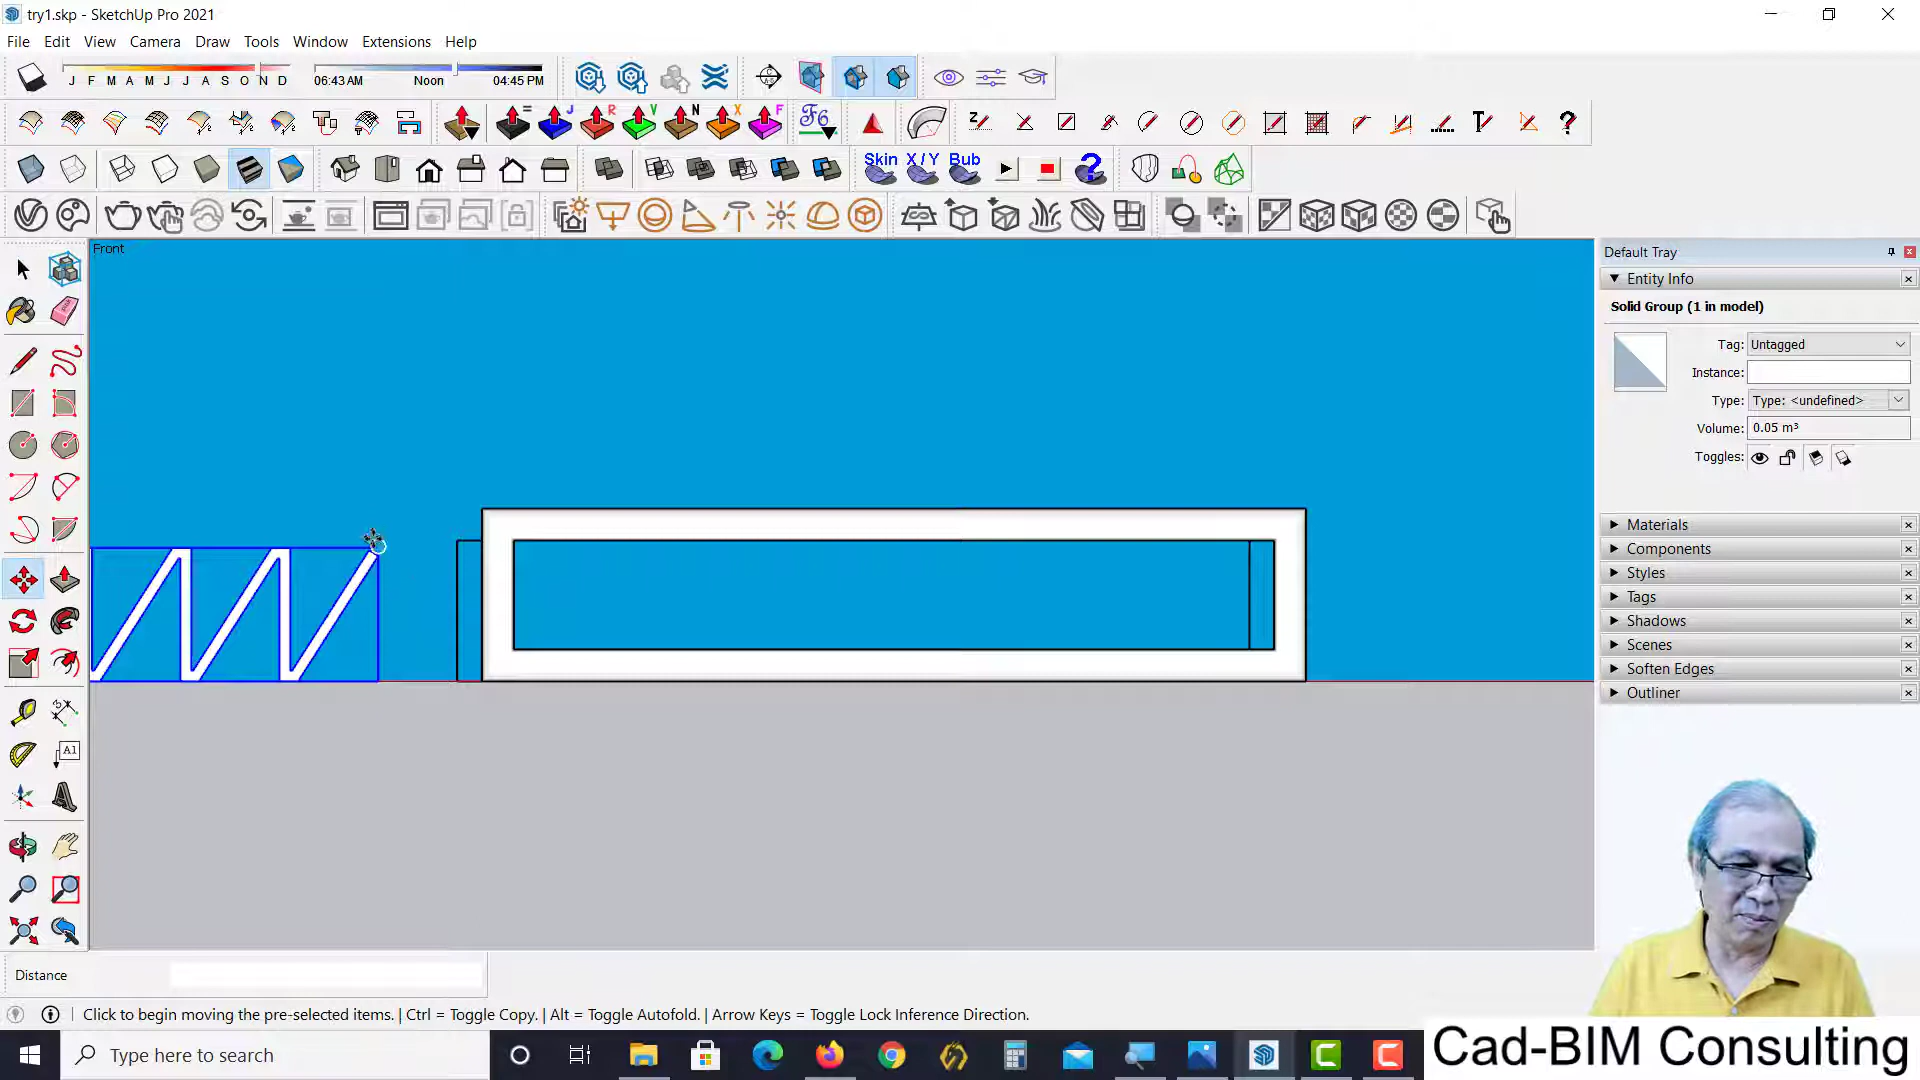 try1.skp - SketchUp Pro 2021
File Edit View Camera Draw Tools Window Extensions Help
J F M A M J J A S O N D
06:43 AM Noon 04:45 PM
= J R V N X F F6
Skin X / Y Bub
Front
A1
Default Tray
Entity Info
Solid Group (1 in model)
Tag: Untagged
Instance:
Type: Type: <undefined>
Volume: 0.05 m³
Toggles:
Materials
Components
Styles
Tags
Shadows
Scenes
Soften Edges
Outliner
Distance
Click to begin moving the pre-selected items. | Ctrl = Toggle Copy. | Alt = Toggle Autofold. | Arrow Keys = Toggle Lock Inference Direction.
Type here to search
Cad-BIM Consulting